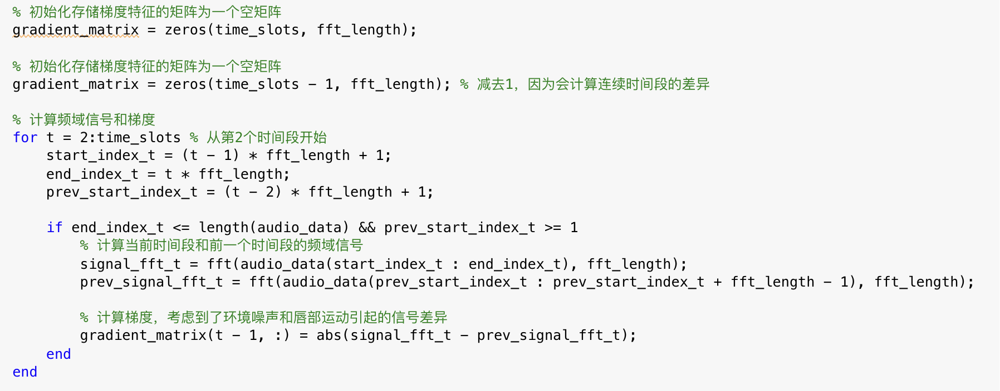 % 初始化存储梯度特征的矩阵为一个空矩阵
gradient_matrix = zeros(time_slots, fft_length);
% 初始化存储梯度特征的矩阵为一个空矩阵
gradient_matrix = zeros(time_slots - 1, fft_length); % 减去1，因为会计算连续时间段的差异
% 计算频域信号和梯度
for t = 2:time_slots % 从第2个时间段开始
    start_index_t = (t - 1) * fft_length + 1;
    end_index_t = t * fft_length;
    prev_start_index_t = (t - 2) * fft_length + 1;
    if end_index_t <= length(audio_data) && prev_start_index_t >= 1
        % 计算当前时间段和前一个时间段的频域信号
        signal_fft_t = fft(audio_data(start_index_t : end_index_t), fft_length);
        prev_signal_fft_t = fft(audio_data(prev_start_index_t : prev_start_index_t + fft_length - 1), fft_length);
        % 计算梯度，考虑到了环境噪声和唇部运动引起的信号差异
        gradient_matrix(t - 1, :) = abs(signal_fft_t - prev_signal_fft_t);
    end
end